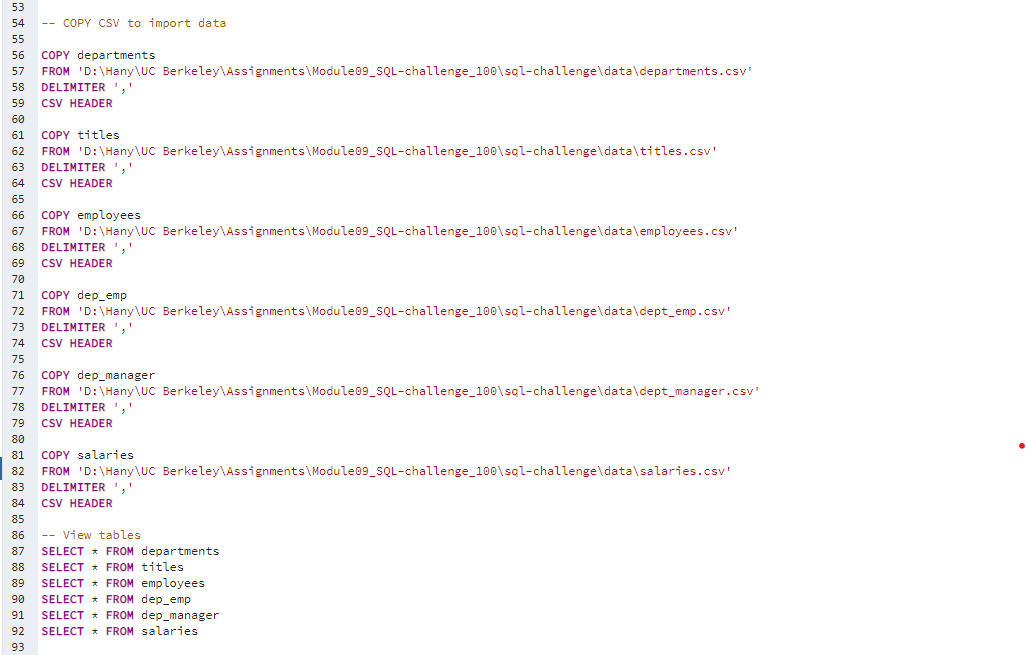 53
54 -- COPY CSV to import data
55
56 COPY departments
57 FROM 'D:\Hany\UC Berkeley\Assignments\Module09_SQL-challenge_100\sql-challenge\data\departments.csv'
58 DELIMITER ','
59 CSV HEADER
60
61 COPY titles
62 FROM 'D:\Hany\UC Berkeley\Assignments\Module09_SQL-challenge_100\sql-challenge\data\titles.csv'
63 DELIMITER ','
64 CSV HEADER
65
66 COPY employees
67 FROM 'D:\Hany\UC Berkeley\Assignments\Module09_SQL-challenge_100\sql-challenge\data\employees.csv'
68 DELIMITER ','
69 CSV HEADER
70
71 COPY dep_emp
72 FROM 'D:\Hany\UC Berkeley\Assignments\Module09_SQL-challenge_100\sql-challenge\data\dept_emp.csv'
73 DELIMITER ','
74 CSV HEADER
75
76 COPY dep_manager
77 FROM 'D:\Hany\UC Berkeley\Assignments\Module09_SQL-challenge_100\sql-challenge\data\dept_manager.csv'
78 DELIMITER ','
79 CSV HEADER
80
81 COPY salaries
82 FROM 'D:\Hany\UC Berkeley\Assignments\Module09_SQL-challenge_100\sql-challenge\data\salaries.csv'
83 DELIMITER ','
84 CSV HEADER
85
86 -- View tables
87 SELECT * FROM departments
88 SELECT * FROM titles
89 SELECT * FROM employees
90 SELECT * FROM dep_emp
91 SELECT * FROM dep_manager
92 SELECT * FROM salaries
93